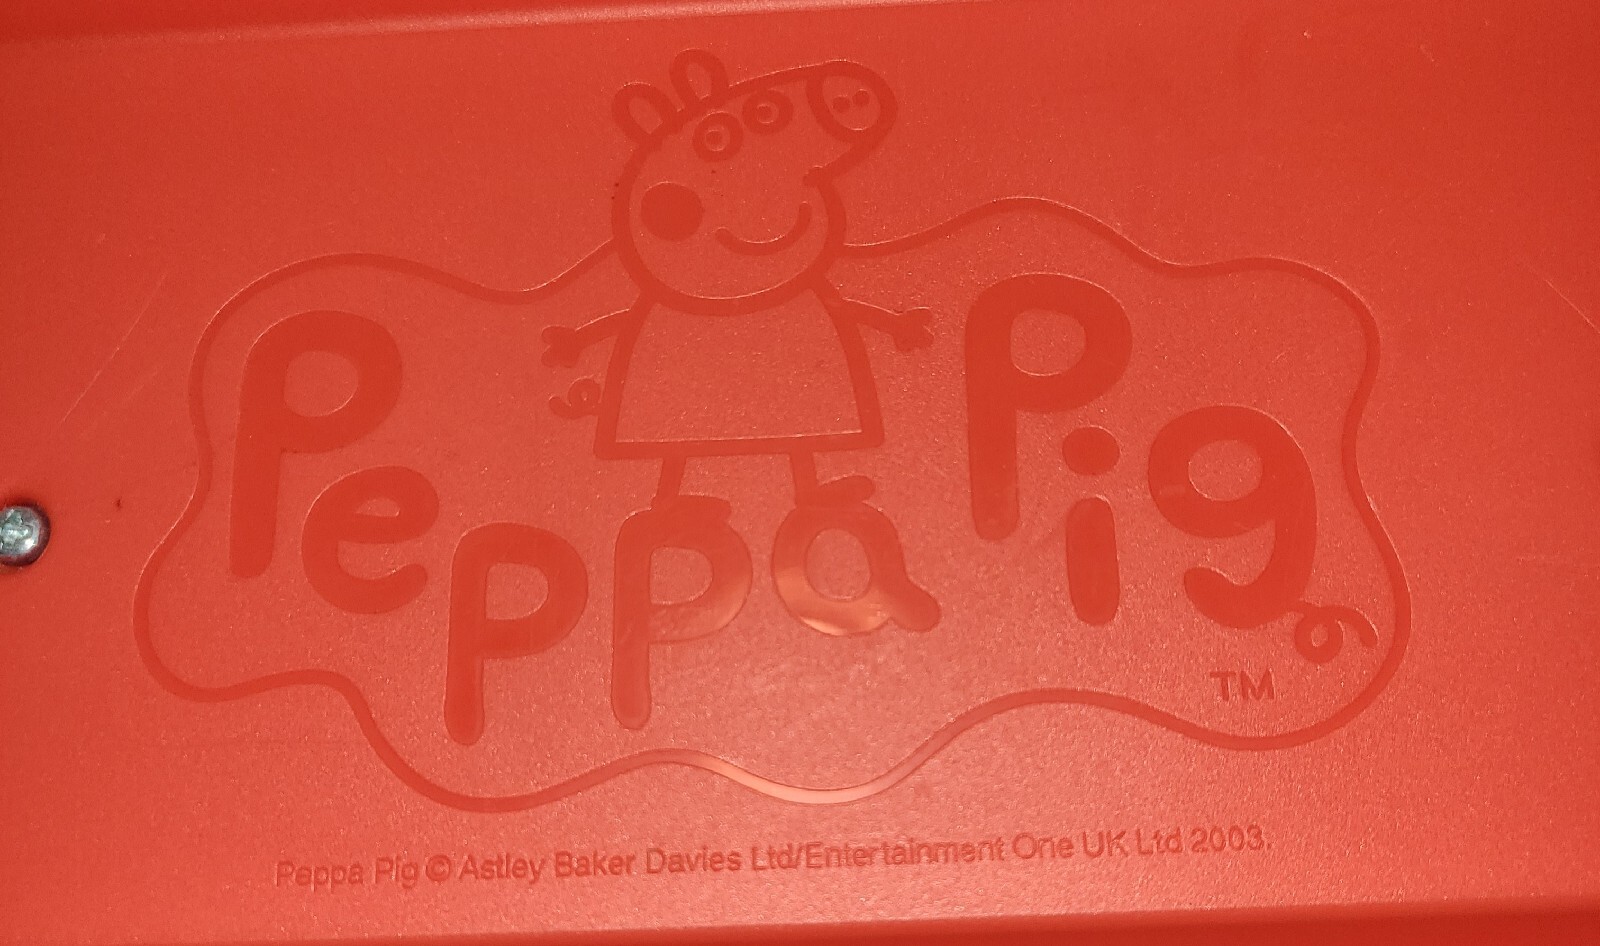 Peppa Pig
TM
Peppa Pig © Astley Baker Davies Ltd/Entertainment One UK Ltd 2003.